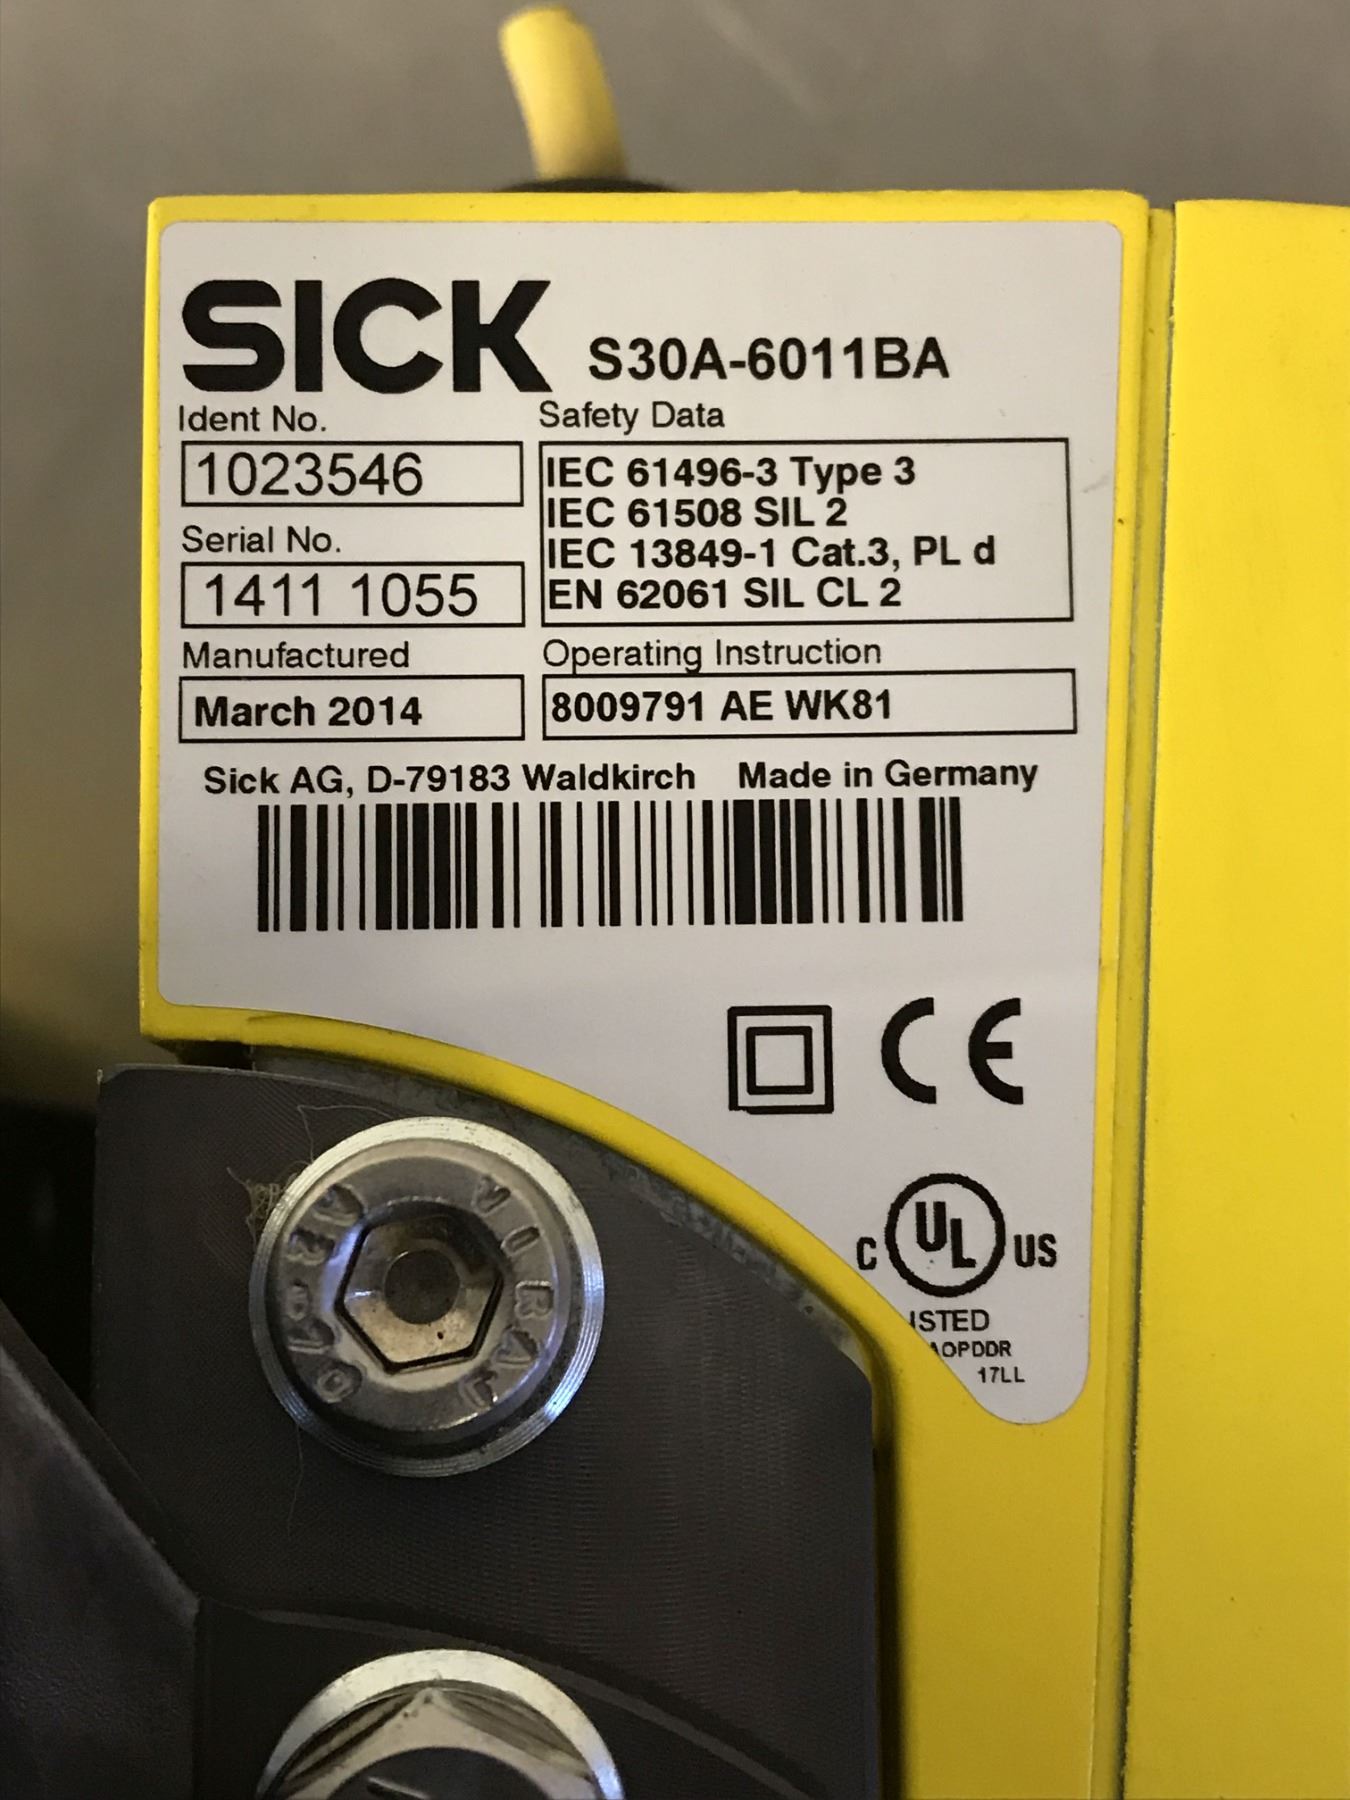 SICK S30A-6011BA
Ident No. Safety Data
1023546
IEC 61496-3 Type 3
IEC 61508 SIL 2
Serial No.
IEC 13849-1 Cat.3, PL d
1411 1055
EN 62061 SIL CL 2
Manufactured Operating Instruction
March 2014 8009791 AE WK81
Sick AG, D-79183 Waldkirch Made in Germany
CE
C UL US
ISTED
AOPDDR
17LL